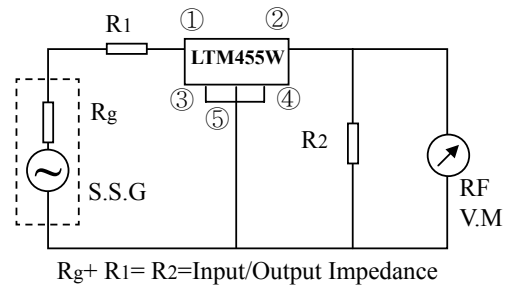 R1
① ②
LTM455W
③ ④
⑤
Rg
R2
S.S.G
RF
V.M
Rg+ R1= R2=Input/Output Impedance